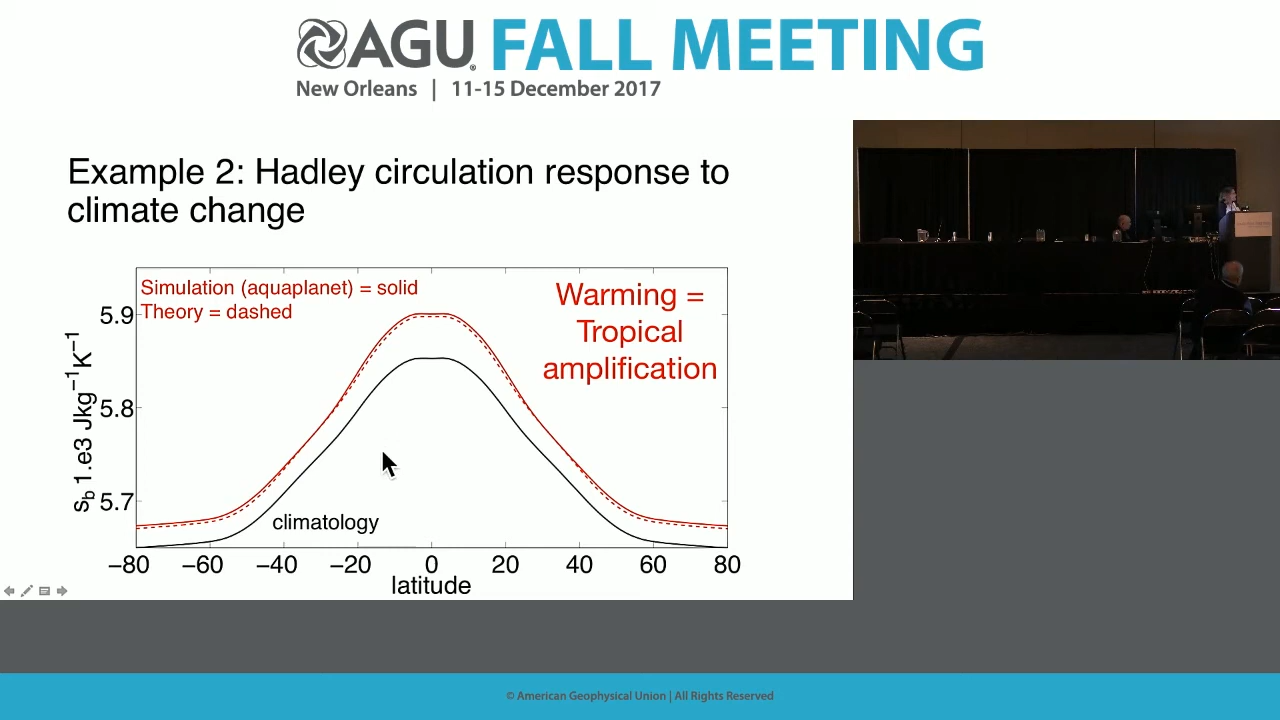 AGU FALL MEETING
New Orleans | 11-15 December 2017
Example 2: Hadley circulation response to
climate change
Simulation (aquaplanet) = solid
Theory = dashed
Warming =
Tropical
amplification
5.9
5.8
5.7
s_b 1.e3 Jkg⁻¹K⁻¹
climatology
−80 −60 −40 −20 0 20 40 60 80
latitude
© American Geophysical Union | All Rights Reserved